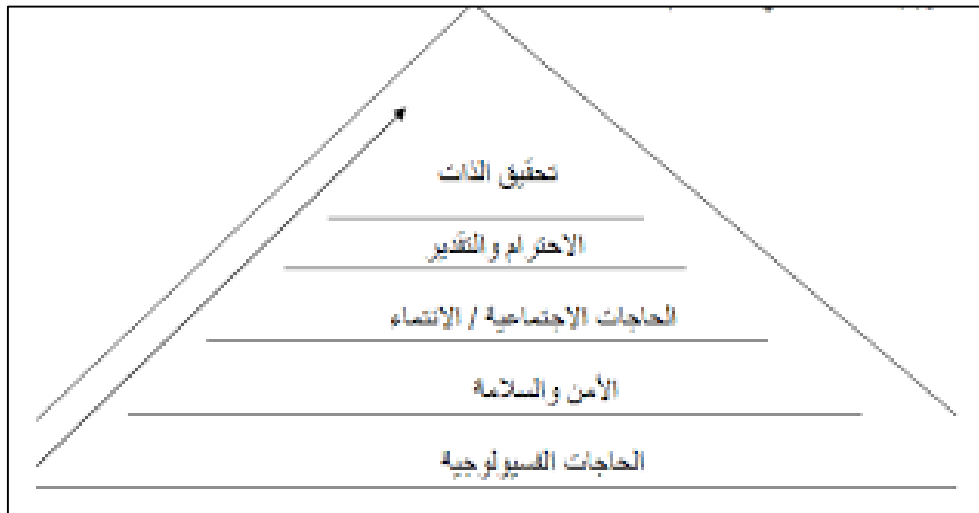 تحقيق الذات
الاحترام والتقدير
الحاجات الاجتماعية / الانتماء
الأمن والسلامة
الحاجات الفسيولوجية